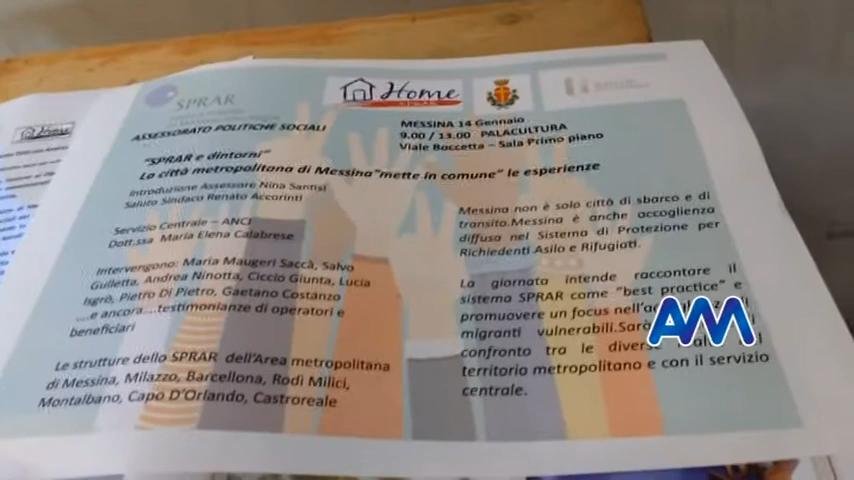 SPRAR
Home
ASSESSORATO POLITICHE SOCIALI
MESSINA 14 Gennaio
9.00 / 13.00 PALACULTURA
Viale Boccetta – Sala Primo piano
"SPRAR e dintorni"
La città metropolitana di Messina "mette in comune" le esperienze
Introduzione Assessore Nina Santisi
Saluto Sindaco Renato Accorinti
Servizio Centrale – ANCI
Dott.ssa Maria Elena Calabrese
Intervengono: Maria Maugeri Saccà, Salvo
Gulletta, Andrea Ninotta, Ciccio Giunta, Lucia
Isgrò, Pietro Di Pietro, Gaetano Costanzo
....e ancora....testimonianze di operatori e
beneficiari
Le strutture dello SPRAR dell'Area metropolitana
di Messina, Milazzo, Barcellona, Rodì Milici,
Montalbano, Capo D'Orlando, Castroreale
Messina non è solo città di sbarco e di
transito.Messina è anche accoglienza
diffusa nel Sistema di Protezione per
Richiedenti Asilo e Rifugiati.
La giornata intende raccontare il
sistema SPRAR come "best practice" e
promuovere un focus nell'
migranti vulnerabili.Sarà
confronto tra le
territorio metropolitano e con il servizio
centrale.
AM
Home